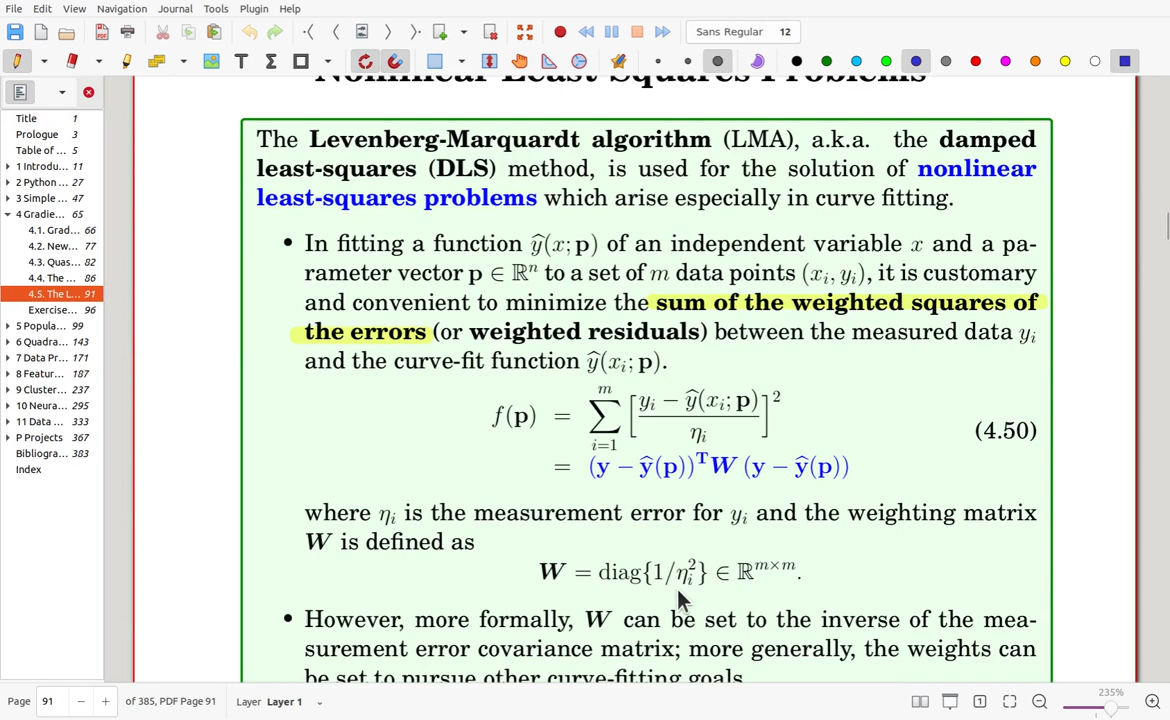 File Edit View Navigation Journal Tools Plugin Help
Sans Regular 12
Nonlinear Least Squares Problems
Title 1
Prologue 3
Table of ... 5
1 Introdu... 11
2 Python ... 27
3 Simple ... 47
4 Gradie... 65
4.1. Grad... 66
4.2. New... 77
4.3. Quas... 82
4.4. The ... 86
4.5. The L... 91
Exercise... 96
5 Popula... 99
6 Quadra... 143
7 Data Pr... 171
8 Featur... 187
9 Cluster... 237
10 Neura... 295
11 Data ... 333
P Projects 367
Bibliogra... 383
Index
The Levenberg-Marquardt algorithm (LMA), a.k.a. the damped
least-squares (DLS) method, is used for the solution of nonlinear
least-squares problems which arise especially in curve fitting.
• In fitting a function ŷ(x; p) of an independent variable x and a pa-
rameter vector p ∈ ℝⁿ to a set of m data points (xᵢ, yᵢ), it is customary
and convenient to minimize the sum of the weighted squares of
the errors (or weighted residuals) between the measured data yᵢ
and the curve-fit function ŷ(xᵢ; p).
f(p) = ∑ᵢ₌₁ᵐ [(yᵢ − ŷ(xᵢ; p)) / ηᵢ]² (4.50)
= (y − ŷ(p))ᵀ W (y − ŷ(p))
where ηᵢ is the measurement error for yᵢ and the weighting matrix
W is defined as
W = diag{1/ηᵢ²} ∈ ℝᵐˣᵐ.
• However, more formally, W can be set to the inverse of the mea-
surement error covariance matrix; more generally, the weights can
be set to pursue other curve-fitting goals.
Page 91 − + of 385, PDF Page 91 Layer Layer 1 235%